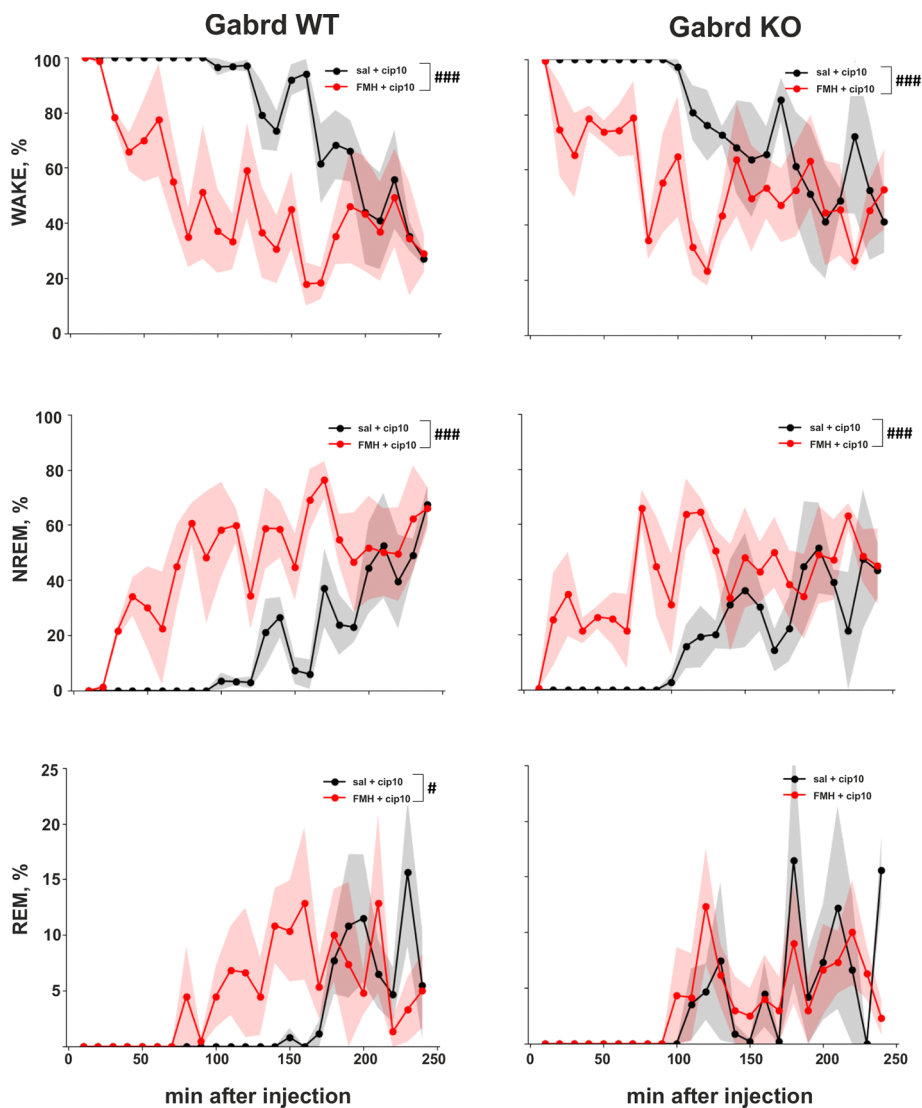 Gabrd WT
Gabrd KO
100
80
60
40
20
0
WAKE, %
sal + cip10
FMH + cip10
###
sal + cip10
FMH + cip10
###
100
80
60
40
20
0
NREM, %
sal + cip10
FMH + cip10
###
sal + cip10
FMH + cip10
###
25
20
15
10
5
REM, %
sal + cip10
FMH + cip10
#
sal + cip10
FMH + cip10
0 50 100 150 200 250
0 50 100 150 200 250
min after injection
min after injection